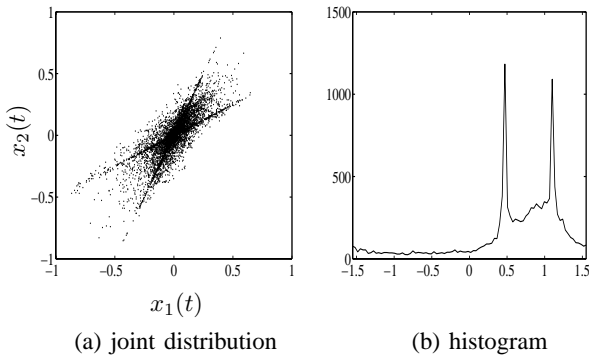 1
0.5
0
−0.5
−1
−1 −0.5 0 0.5 1
x₂(t)
x₁(t)
(a) joint distribution
1500
1000
500
0
−1.5 −1 −0.5 0 0.5 1 1.5
(b) histogram